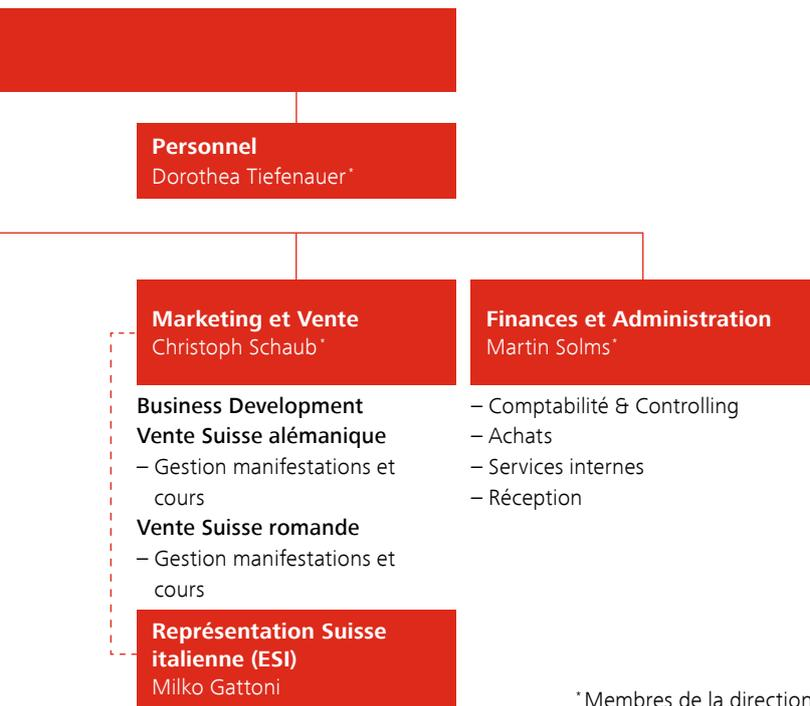 Personnel
Dorothea Tiefenauer*
Marketing et Vente
Christoph Schaub*
Business Development
Vente Suisse alémanique
– Gestion manifestations et
cours
Vente Suisse romande
– Gestion manifestations et
cours
Représentation Suisse
italienne (ESI)
Milko Gattoni
Finances et Administration
Martin Solms*
– Comptabilité & Controlling
– Achats
– Services internes
– Réception
*Membres de la direction